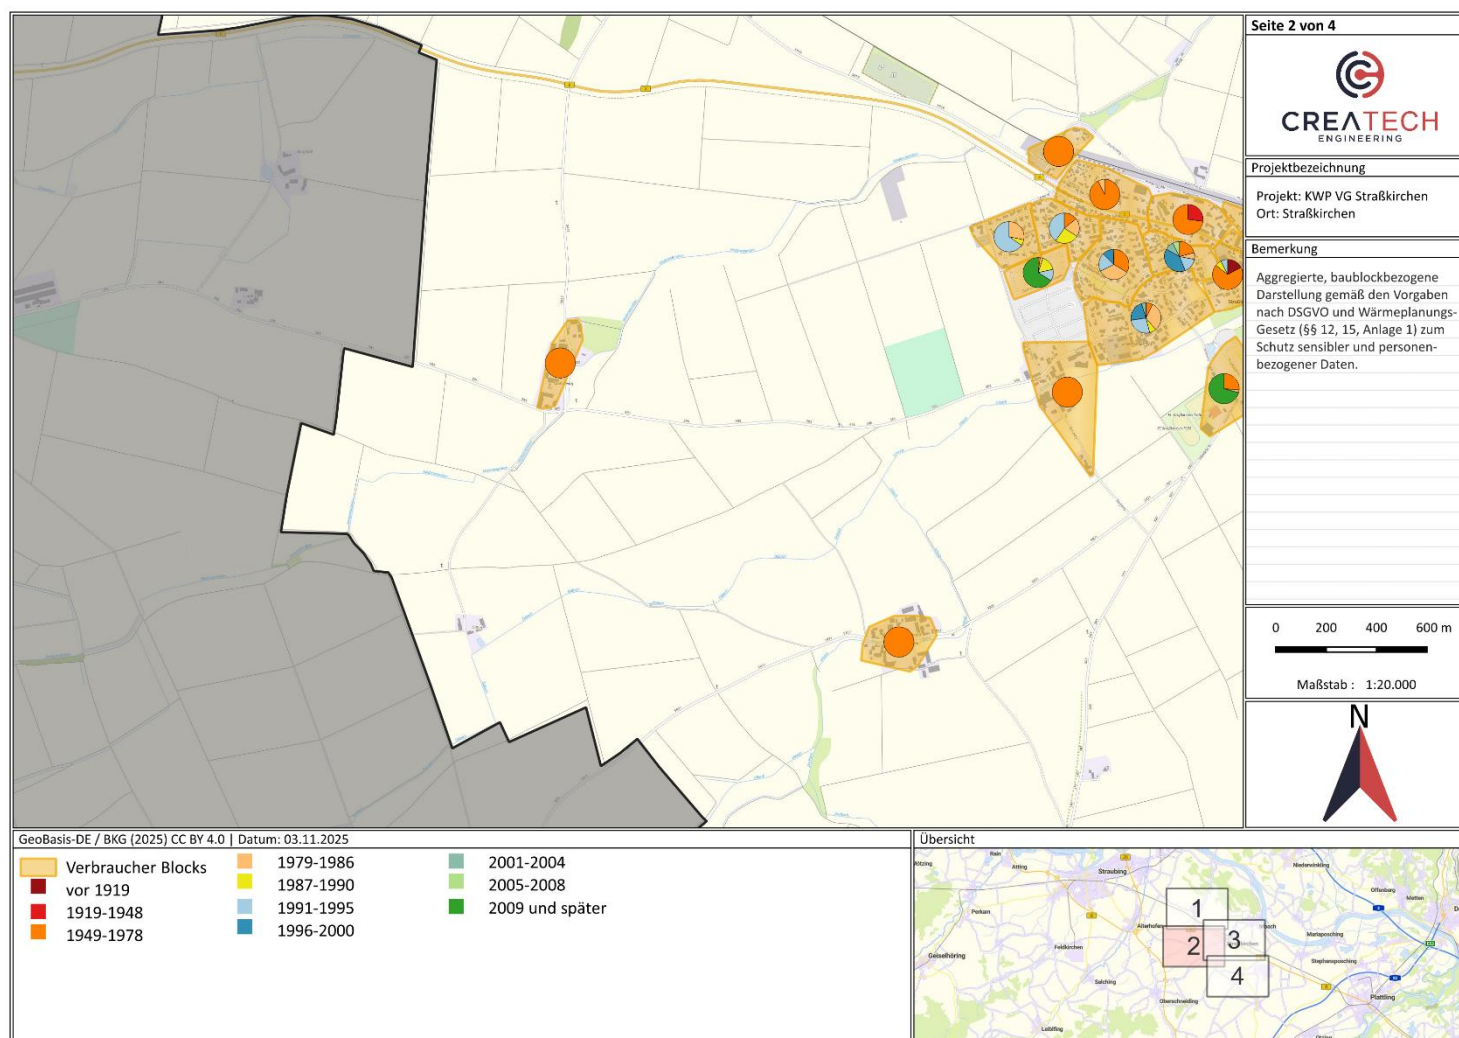 Seite 2 von 4
CREATECH
ENGINEERING
Projektbezeichnung
Projekt: KWP VG Straßkirchen
Ort: Straßkirchen
Bemerkung
Aggregierte, baublockbezogene
Darstellung gemäß den Vorgaben
nach DSGVO und Wärmeplanungs-
Gesetz (§§ 12, 15, Anlage 1) zum
Schutz sensibler und personen-
bezogener Daten.
0 200 400 600 m
Maßstab : 1:20.000
N
GeoBasis-DE / BKG (2025) CC BY 4.0 | Datum: 03.11.2025
Verbraucher Blocks
vor 1919
1919-1948
1949-1978
1979-1986
1987-1990
1991-1995
1996-2000
2001-2004
2005-2008
2009 und später
Übersicht
Rain
Atting
Straubing
Niederwinkling
Offenberg
Metten
Perkam
Alterhofen
1
2
3
4
Mariaposching
Feldkirchen
Geiselhöring
Stephansposching
Salching
Oberschneiding
Plattling
Leiblfing